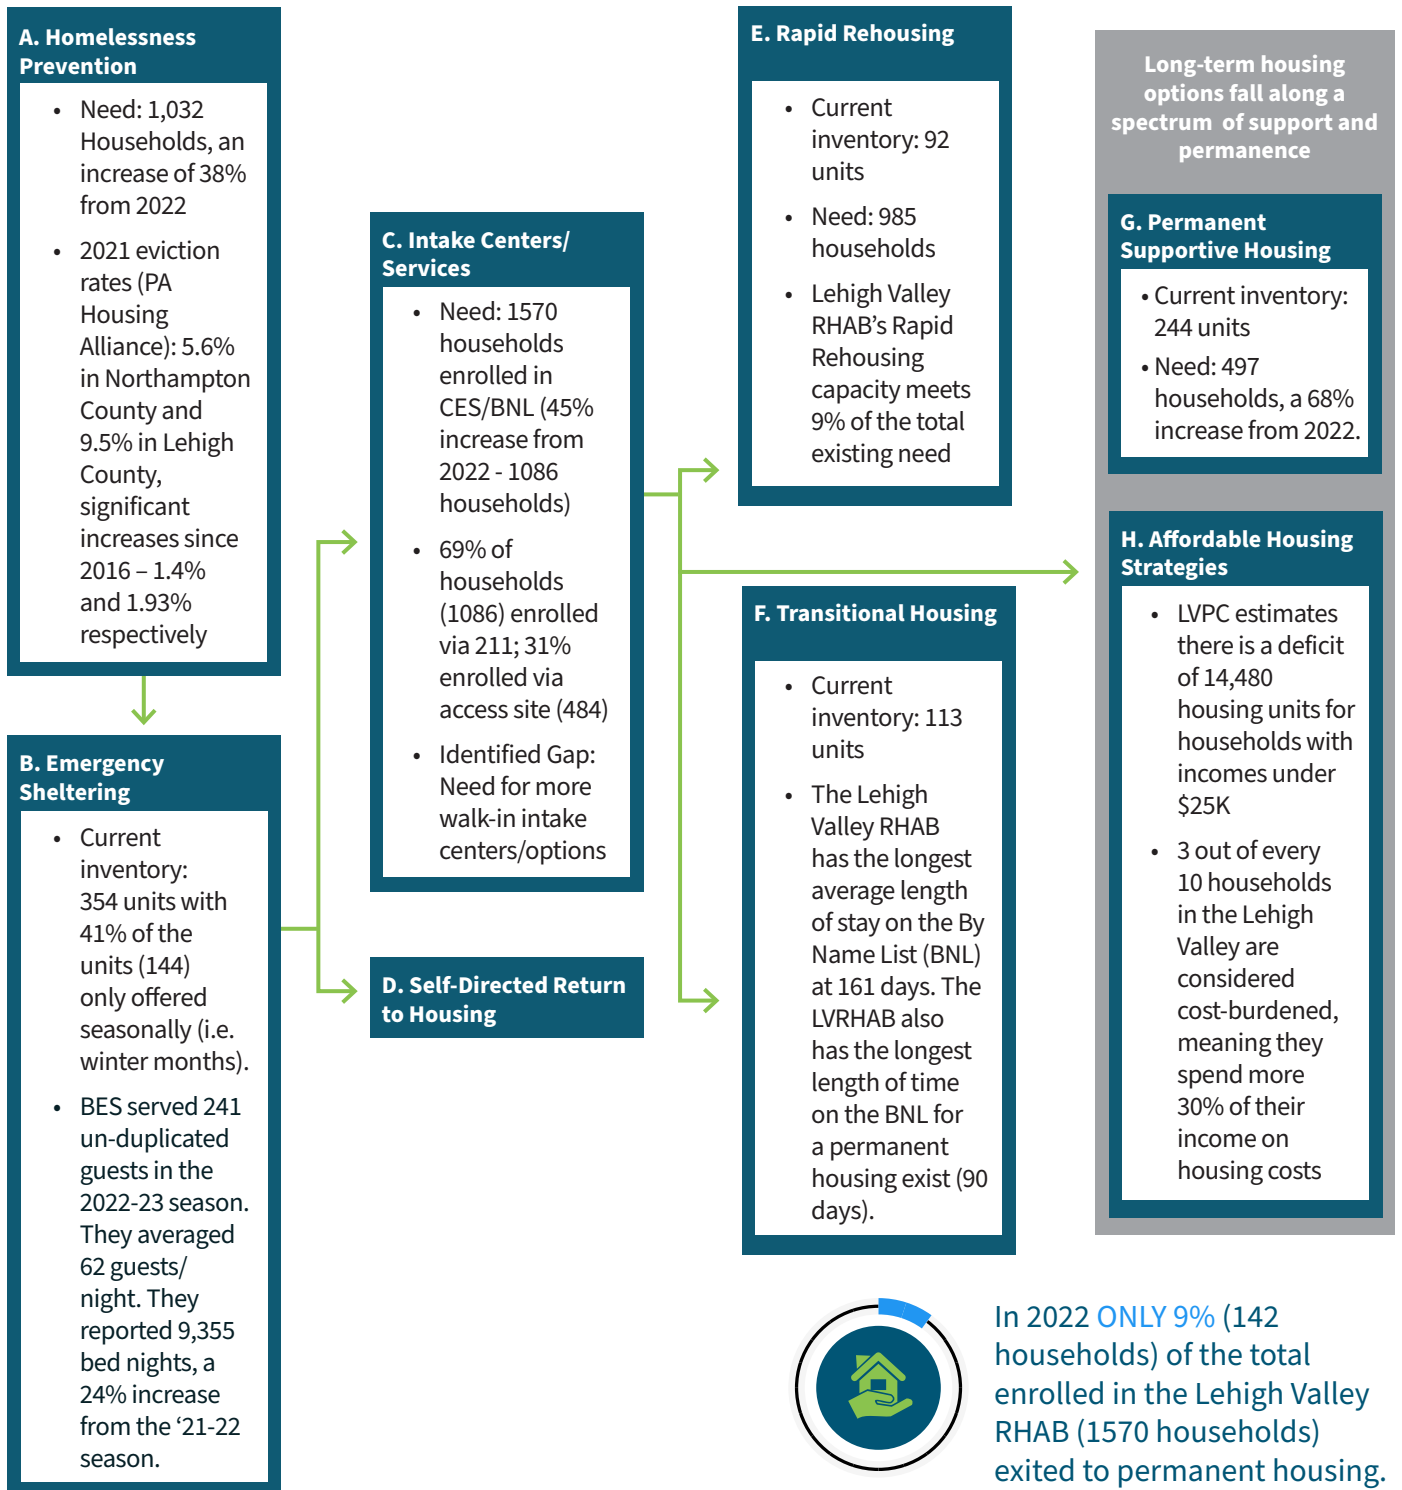 A. Homelessness
Prevention
• Need: 1,032
Households, an
increase of 38%
from 2022
• 2021 eviction
rates (PA
Housing
Alliance): 5.6%
in Northampton
County and
9.5% in Lehigh
County,
significant
increases since
2016 – 1.4%
and 1.93%
respectively
B. Emergency
Sheltering
• Current
inventory:
354 units with
41% of the
units (144)
only offered
seasonally (i.e.
winter months).
• BES served 241
un-duplicated
guests in the
2022-23 season.
They averaged
62 guests/
night. They
reported 9,355
bed nights, a
24% increase
from the ‘21-22
season.
C. Intake Centers/
Services
• Need: 1570
households
enrolled in
CES/BNL (45%
increase from
2022 - 1086
households)
• 69% of
households
(1086) enrolled
via 211; 31%
enrolled via
access site (484)
• Identified Gap:
Need for more
walk-in intake
centers/options
D. Self-Directed Return
to Housing
E. Rapid Rehousing
• Current
inventory: 92
units
• Need: 985
households
• Lehigh Valley
RHAB’s Rapid
Rehousing
capacity meets
9% of the total
existing need
F. Transitional Housing
• Current
inventory: 113
units
• The Lehigh
Valley RHAB
has the longest
average length
of stay on the By
Name List (BNL)
at 161 days. The
LVRHAB also
has the longest
length of time
on the BNL for
a permanent
housing exist (90
days).
Long-term housing
options fall along a
spectrum of support and
permanence
G. Permanent
Supportive Housing
• Current inventory:
244 units
• Need: 497
households, a 68%
increase from 2022.
H. Affordable Housing
Strategies
• LVPC estimates
there is a deficit
of 14,480
housing units for
households with
incomes under
$25K
• 3 out of every
10 households
in the Lehigh
Valley are
considered
cost-burdened,
meaning they
spend more
30% of their
income on
housing costs
In 2022 ONLY 9% (142
households) of the total
enrolled in the Lehigh Valley
RHAB (1570 households)
exited to permanent housing.